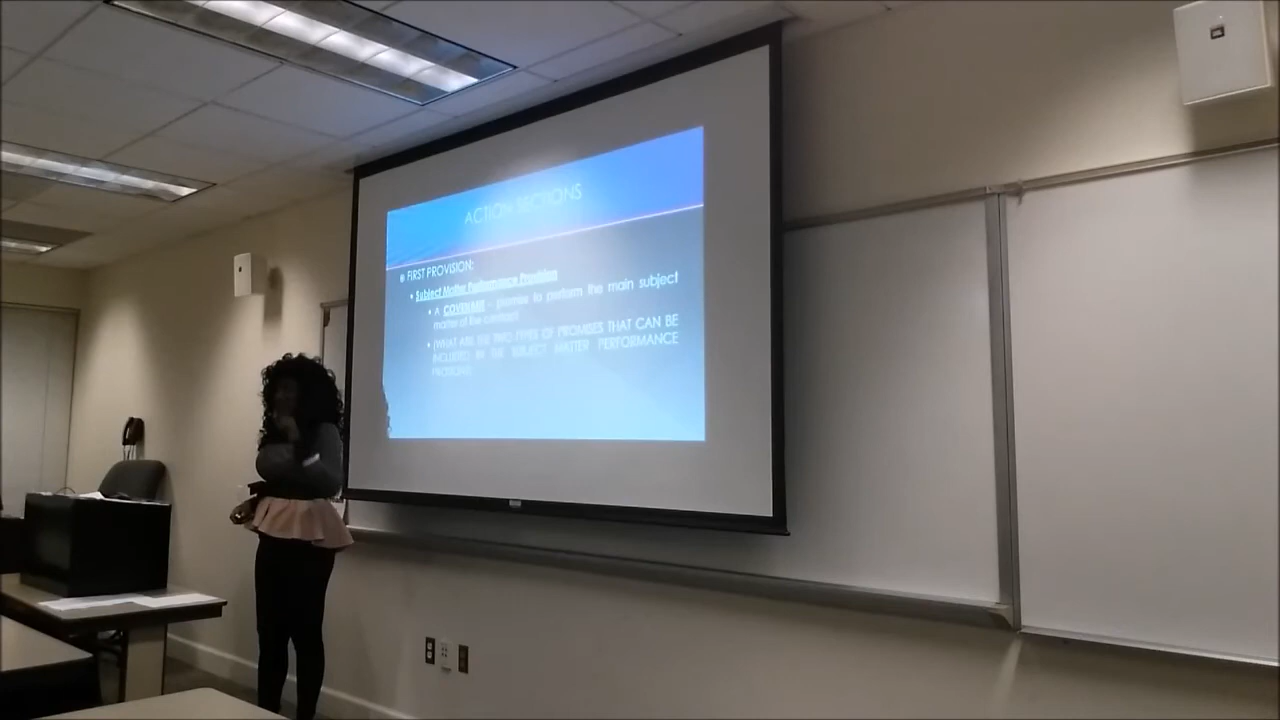 ACTION SECTIONS
FIRST PROVISION:
Subject Matter Performance Provision
A COVENANT - promise to perform the main subject
matter of the contract
(WHAT ARE THE TWO TYPES OF PROMISES THAT CAN BE
INCLUDED IN THE SUBJECT MATTER PERFORMANCE
PROVISION)